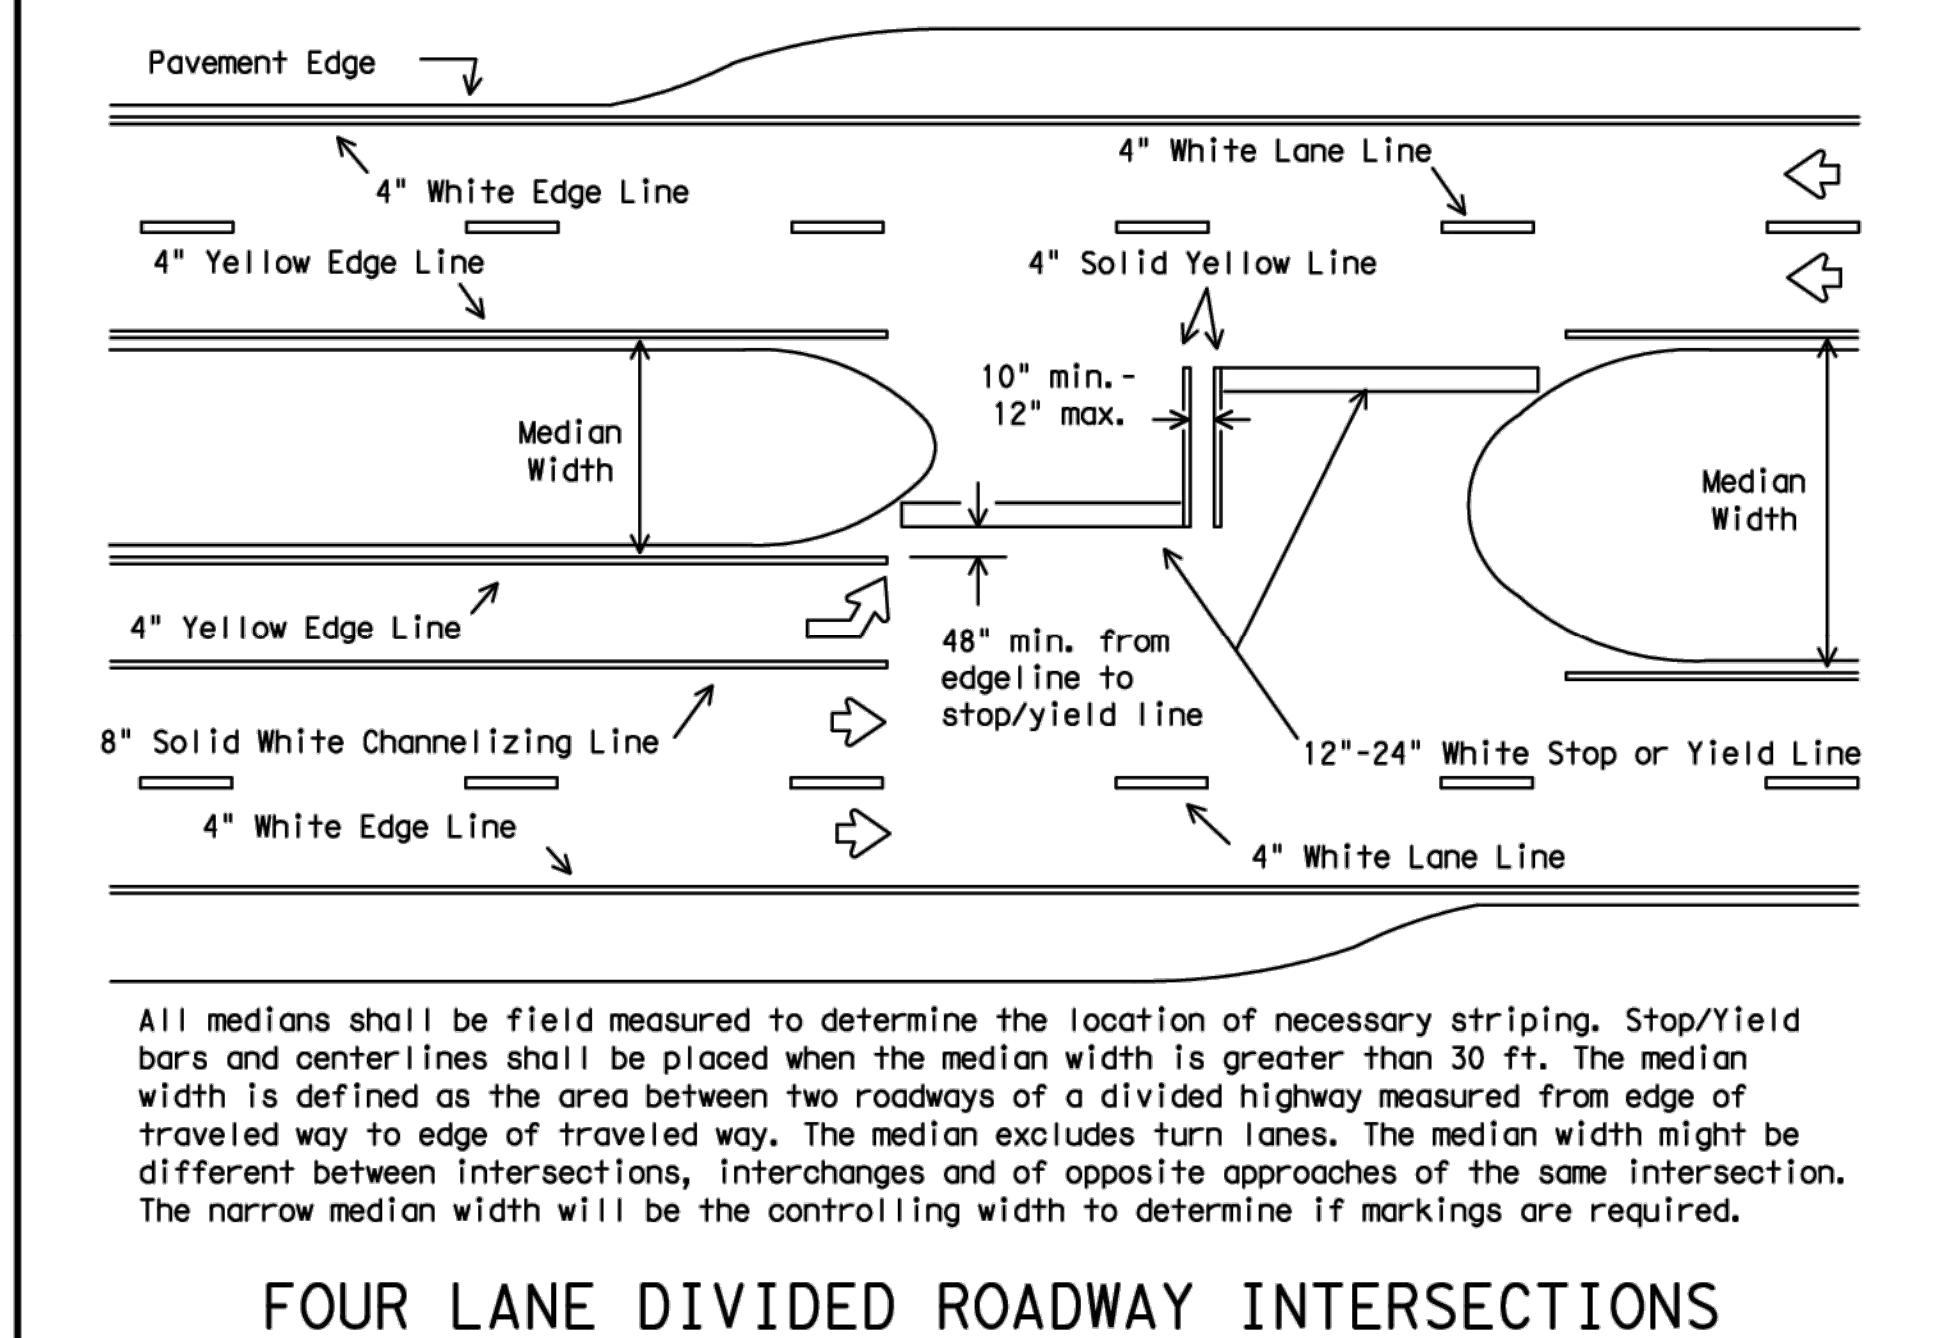 Pavement Edge
4" White Edge Line
4" White Lane Line
4" Yellow Edge Line
4" Solid Yellow Line
10" min.-
12" max.
Median
Width
Median
Width
4" Yellow Edge Line
48" min. from
edgeline to
stop/yield line
8" Solid White Channelizing Line
12"-24" White Stop or Yield Line
4" White Edge Line
4" White Lane Line
All medians shall be field measured to determine the location of necessary striping. Stop/Yield
bars and centerlines shall be placed when the median width is greater than 30 ft. The median
width is defined as the area between two roadways of a divided highway measured from edge of
traveled way to edge of traveled way. The median excludes turn lanes. The median width might be
different between intersections, interchanges and of opposite approaches of the same intersection.
The narrow median width will be the controlling width to determine if markings are required.
FOUR LANE DIVIDED ROADWAY INTERSECTIONS